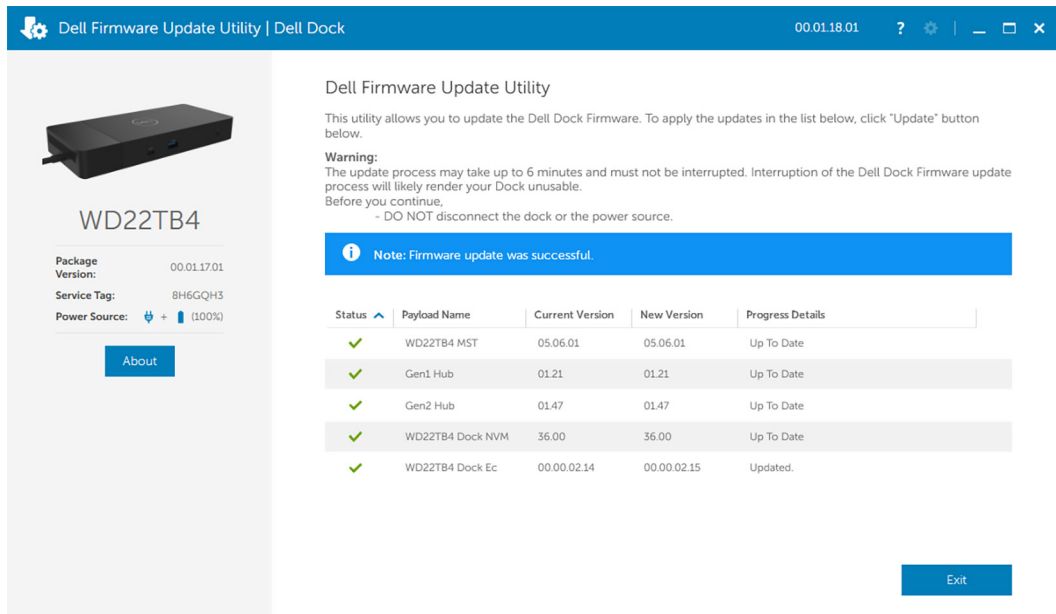 Dell Firmware Update Utility | Dell Dock
00.01.18.01
?
Dell Firmware Update Utility
This utility allows you to update the Dell Dock Firmware. To apply the updates in the list below, click "Update" button
below.
Warning:
The update process may take up to 6 minutes and must not be interrupted. Interruption of the Dell Dock Firmware update
process will likely render your Dock unusable.
Before you continue,
- DO NOT disconnect the dock or the power source.
WD22TB4
Package
Version:
00.01.17.01
Service Tag: 8H6GQH3
Power Source: + (100%)
About
Note: Firmware update was successful.
Status Payload Name Current Version New Version Progress Details
WD22TB4 MST 05.06.01 05.06.01 Up To Date
Gen1 Hub 01.21 01.21 Up To Date
Gen2 Hub 01.47 01.47 Up To Date
WD22TB4 Dock NVM 36.00 36.00 Up To Date
WD22TB4 Dock Ec 00.00.02.14 00.00.02.15 Updated.
Exit